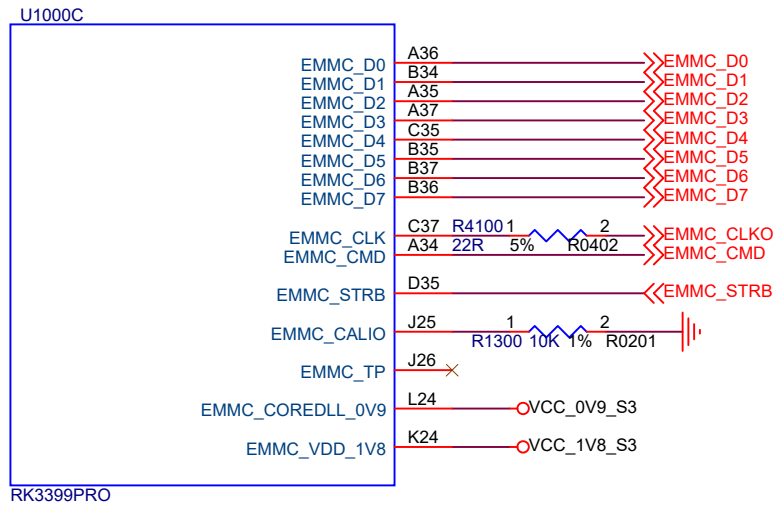 U1000C
EMMC_D0 A36 EMMC_D0
EMMC_D1 B34 EMMC_D1
EMMC_D2 A35 EMMC_D2
EMMC_D3 A37 EMMC_D3
EMMC_D4 C35 EMMC_D4
EMMC_D5 B35 EMMC_D5
EMMC_D6 B37 EMMC_D6
EMMC_D7 B36 EMMC_D7
EMMC_CLK C37 R4100 1 2 EMMC_CLKO
EMMC_CMD A34 22R 5% R0402 EMMC_CMD
EMMC_STRB D35 EMMC_STRB
EMMC_CALIO J25 1 2
R1300 10K 1% R0201
EMMC_TP J26
EMMC_COREDLL_0V9 L24 VCC_0V9_S3
EMMC_VDD_1V8 K24 VCC_1V8_S3
RK3399PRO